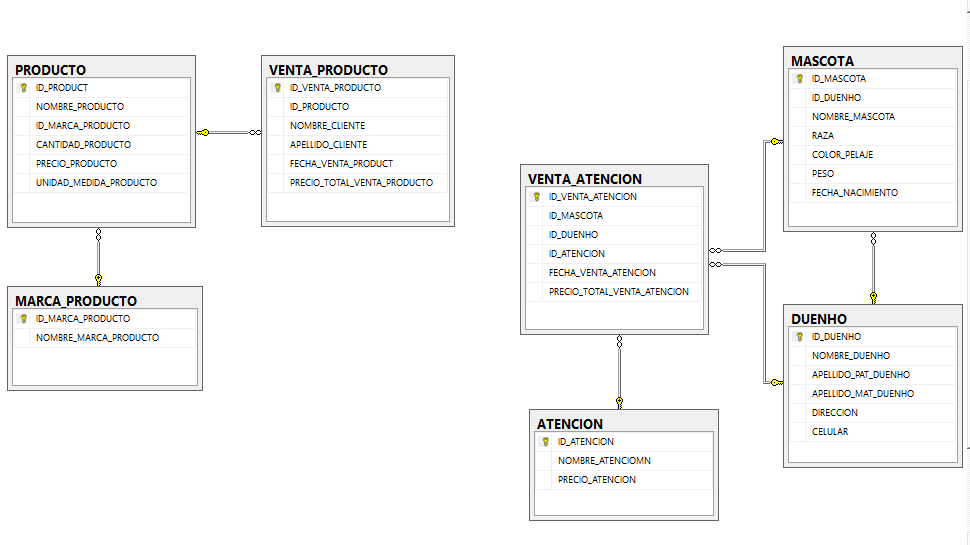 PRODUCTO
ID_PRODUCT
NOMBRE_PRODUCTO
ID_MARCA_PRODUCTO
CANTIDAD_PRODUCTO
PRECIO_PRODUCTO
UNIDAD_MEDIDA_PRODUCTO
VENTA_PRODUCTO
ID_VENTA_PRODUCTO
ID_PRODUCTO
NOMBRE_CLIENTE
APELLIDO_CLIENTE
FECHA_VENTA_PRODUCT
PRECIO_TOTAL_VENTA_PRODUCTO
MARCA_PRODUCTO
ID_MARCA_PRODUCTO
NOMBRE_MARCA_PRODUCTO
VENTA_ATENCION
ID_VENTA_ATENCION
ID_MASCOTA
ID_DUENHO
ID_ATENCION
FECHA_VENTA_ATENCION
PRECIO_TOTAL_VENTA_ATENCION
MASCOTA
ID_MASCOTA
ID_DUENHO
NOMBRE_MASCOTA
RAZA
COLOR_PELAJE
PESO
FECHA_NACIMIENTO
DUENHO
ID_DUENHO
NOMBRE_DUENHO
APELLIDO_PAT_DUENHO
APELLIDO_MAT_DUENHO
DIRECCION
CELULAR
ATENCION
ID_ATENCION
NOMBRE_ATENCIOMN
PRECIO_ATENCION